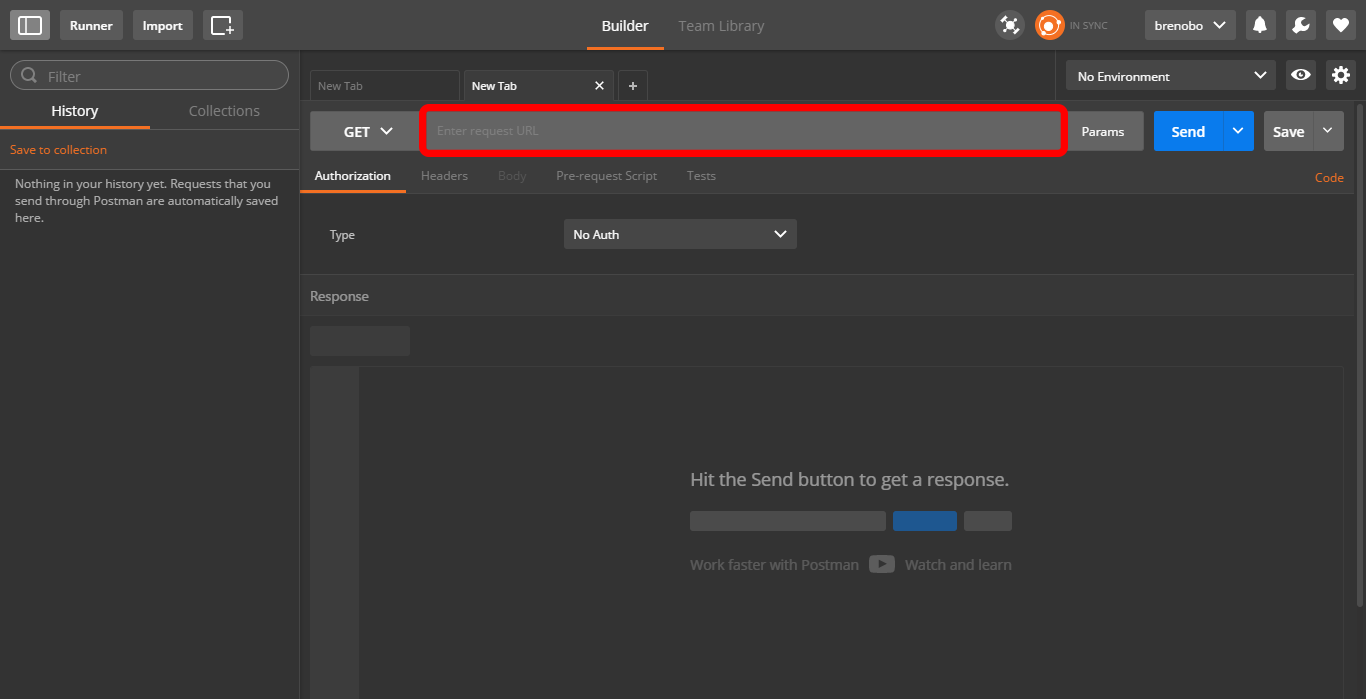 Runner
Import
Builder
Team Library
IN SYNC
brenobo
Filter
History
Collections
Save to collection
Nothing in your history yet. Requests that you
send through Postman are automatically saved
here.
New Tab
New Tab
No Environment
GET
Enter request URL
Params
Send
Save
Authorization
Headers
Body
Pre-request Script
Tests
Code
Type
No Auth
Response
Hit the Send button to get a response.
Work faster with Postman
Watch and learn